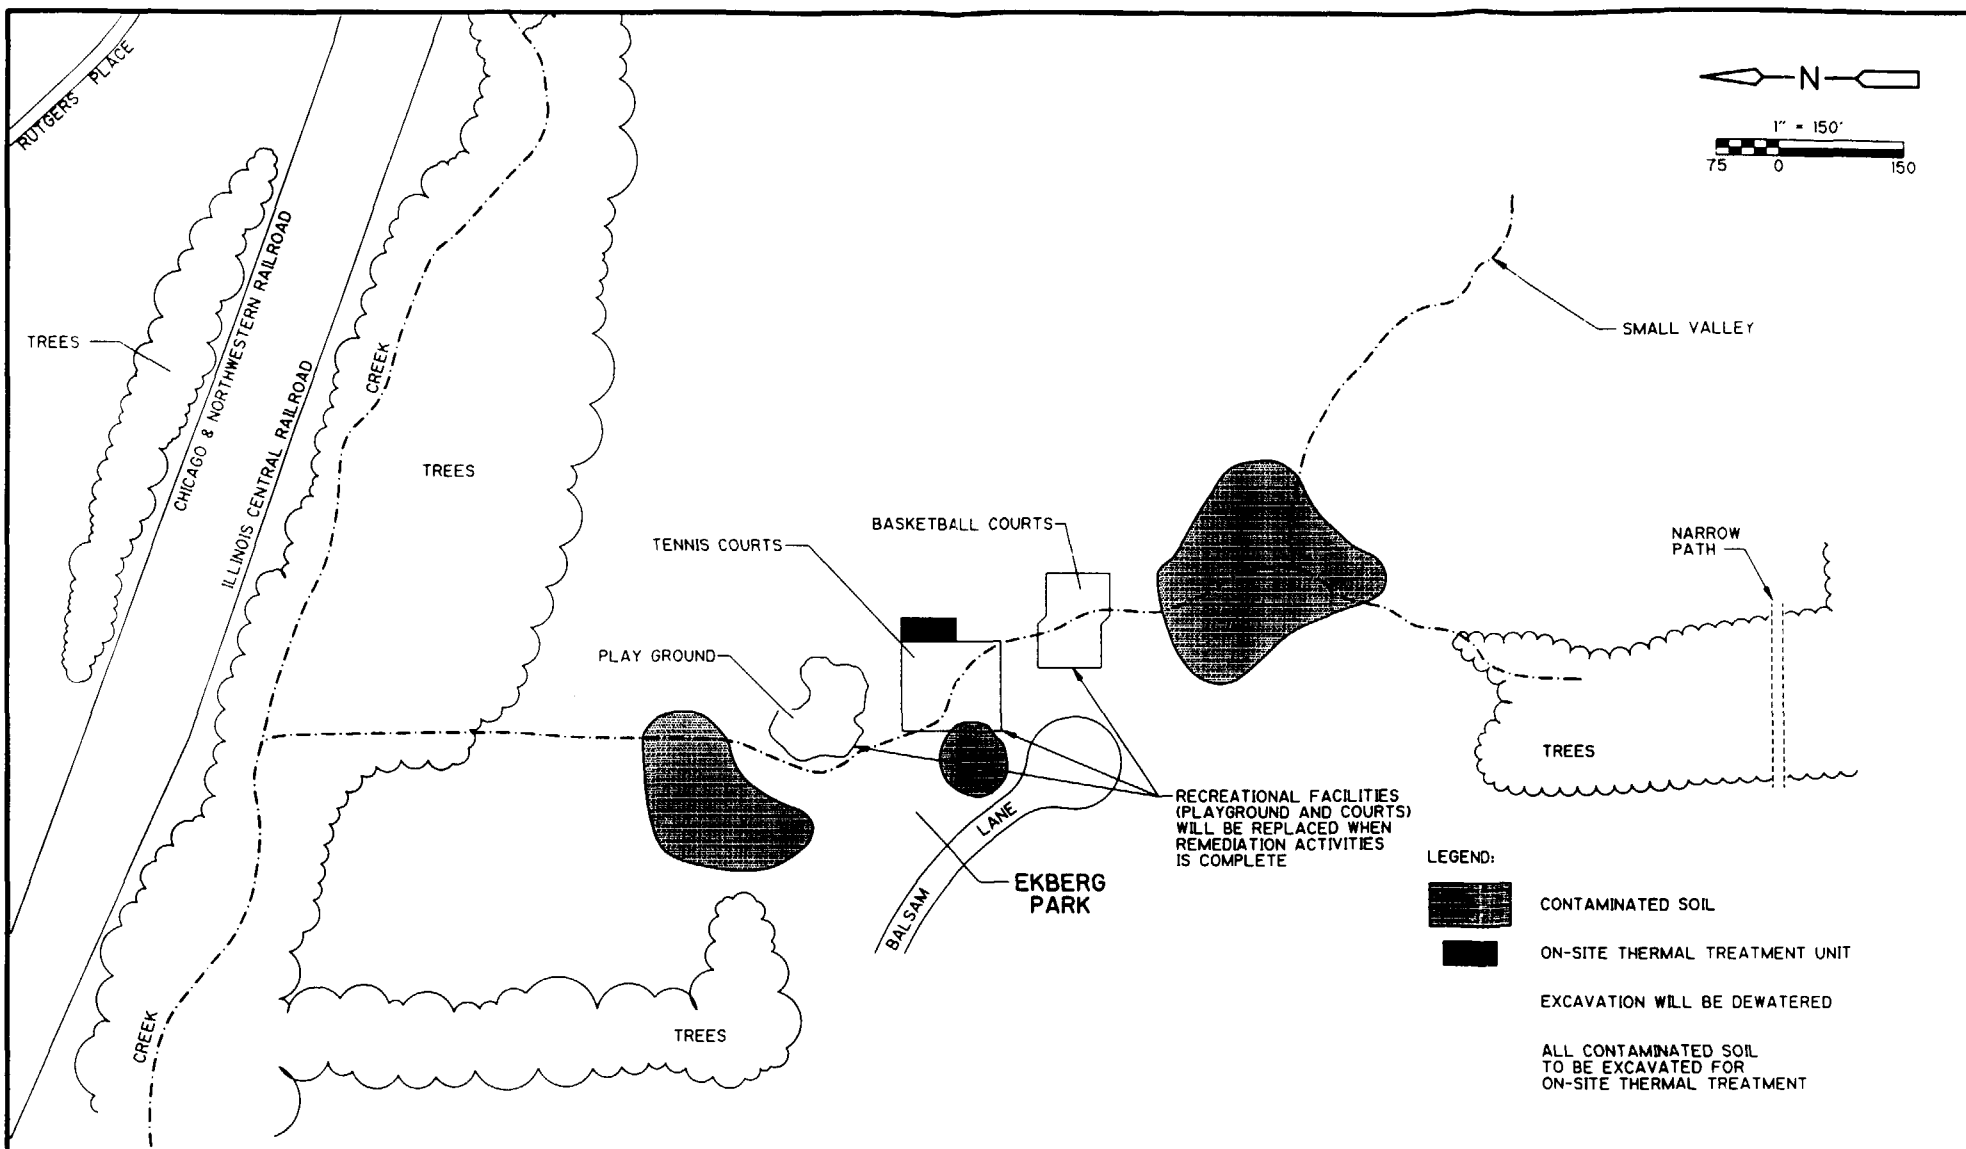 RUTGERS PLACE
N
1" = 150'
75 0 150
TREES
CHICAGO & NORTHWESTERN RAILROAD
ILLINOIS CENTRAL RAILROAD
CREEK
TREES
SMALL VALLEY
BASKETBALL COURTS
TENNIS COURTS
NARROW
PATH
PLAY GROUND
TREES
RECREATIONAL FACILITIES
(PLAYGROUND AND COURTS)
WILL BE REPLACED WHEN
REMEDIATION ACTIVITIES
IS COMPLETE
BALSAM LANE
EKBERG
PARK
LEGEND:
CONTAMINATED SOIL
ON-SITE THERMAL TREATMENT UNIT
EXCAVATION WILL BE DEWATERED
ALL CONTAMINATED SOIL
TO BE EXCAVATED FOR
ON-SITE THERMAL TREATMENT
CREEK
TREES